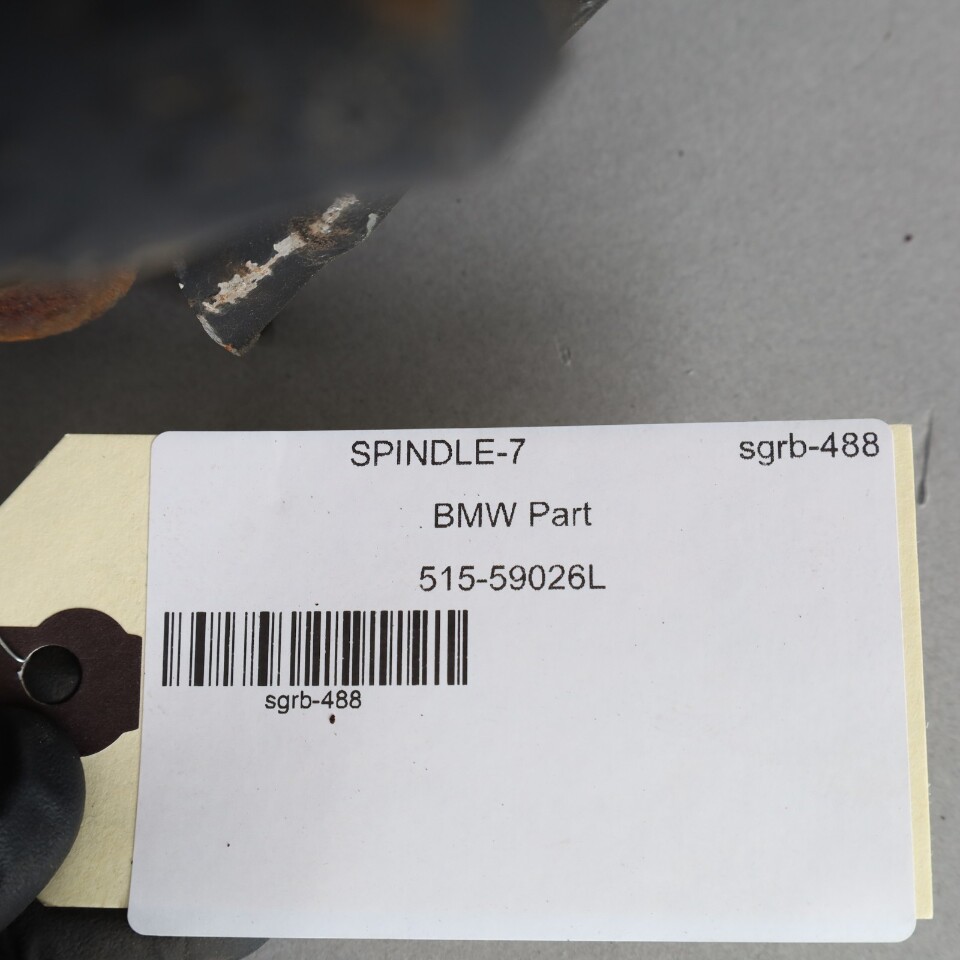 SPINDLE-7 sgrb-488
BMW Part
515-59026L
sgrb-488